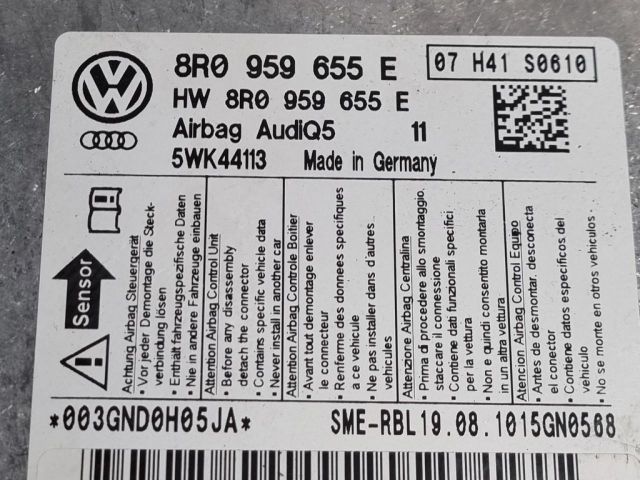 8R0 959 655 E
07 H41 S0610
HW 8R0 959 655 E
Airbag AudiQ5 11
5WK44113 Made in Germany
Sensor
Achtung Airbag Steuergerät
• Vor jeder Demontage die Steck-
verbindung lösen
• Enthält fahrzeugspezifische Daten
• Nie in andere Fahrzeuge einbauen
Attention Airbag Control Unit
• Before any disassembly
detach the connector
• Contains specific vehicle data
• Never install in another car
Attention Airbag Controle Boitier
• Avant tout demontage enlever
le connecteur
• Renferme des donnees specifiques
a ce vehicule
• Ne pas installer dans d'autres
vehicules
Attenzione Airbag Centralina
• Prima di procedere allo smontaggio,
staccare il connessione
• Contiene dati funzionali specifici
per la vettura
• Non e quindi consentito montarla
in un altra vettura
Atencion Airbag Control Equipo
• Antes de desmontar, desconecta
el conector
• Contiene datos especificos del
vehiculo
• No se monte en otros vehiculos
*003GND0H05JA* SME-RBL19.08.1015GN0568